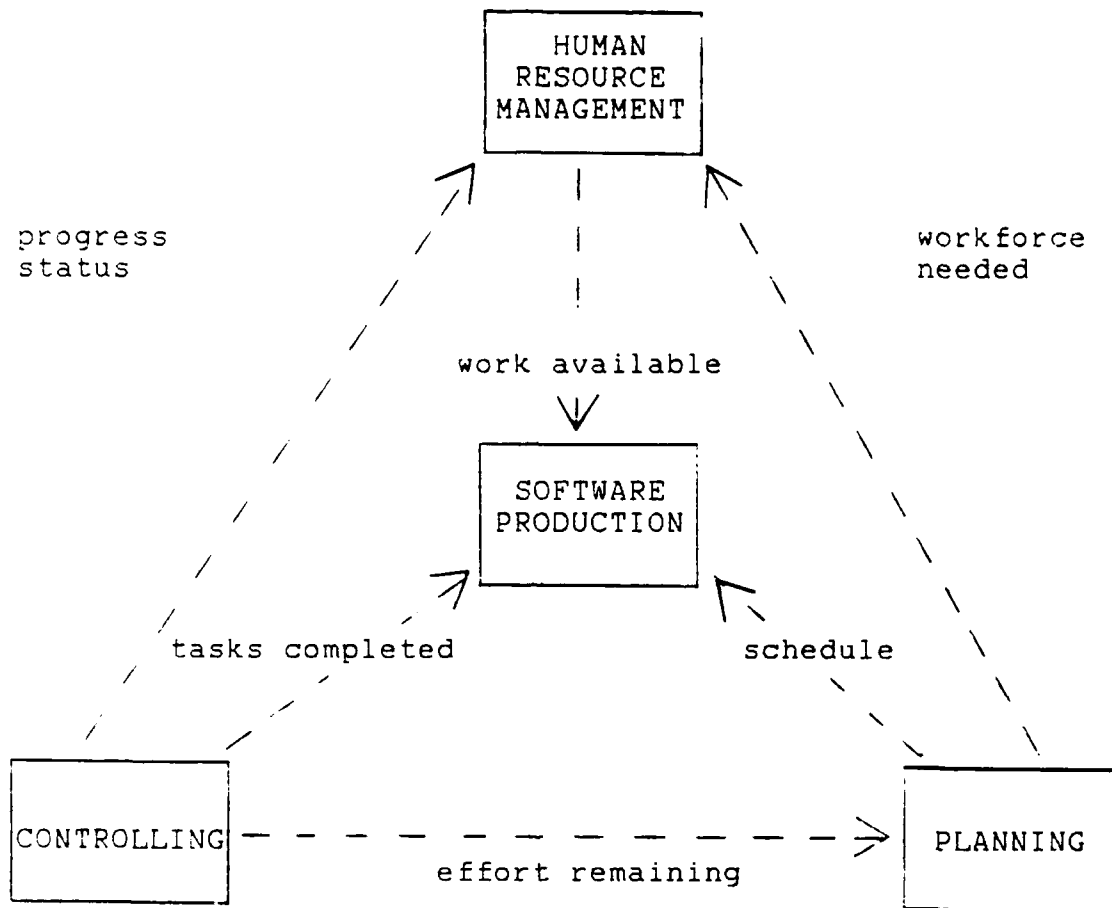 HUMAN
RESOURCE
MANAGEMENT
progress
status
workforce
needed
work available
SOFTWARE
PRODUCTION
tasks completed
schedule
CONTROLLING
PLANNING
effort remaining